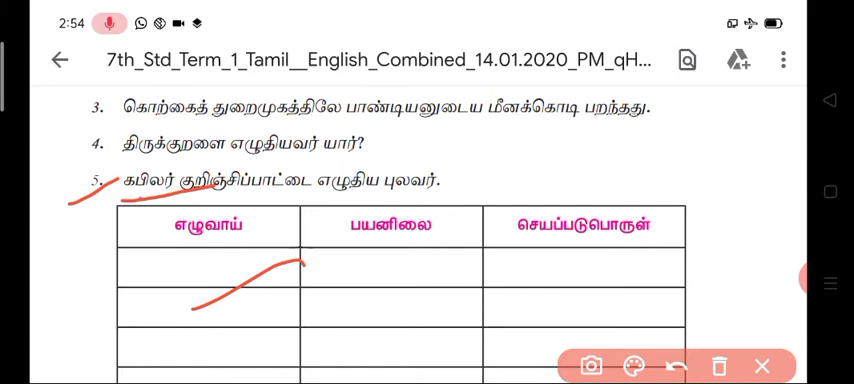 2:54
7th_Std_Term_1_Tamil__English_Combined_14.01.2020_PM_qH...
3. கொற்கைத் துறைமுகத்திலே பாண்டியனுடைய மீனக்கொடி பறந்தது.
4. திருக்குறளை எழுதியவர் யார்?
5. கபிலர் குறிஞ்சிப்பாட்டை எழுதிய புலவர்.
எழுவாய் பயனிலை செயப்படுபொருள்